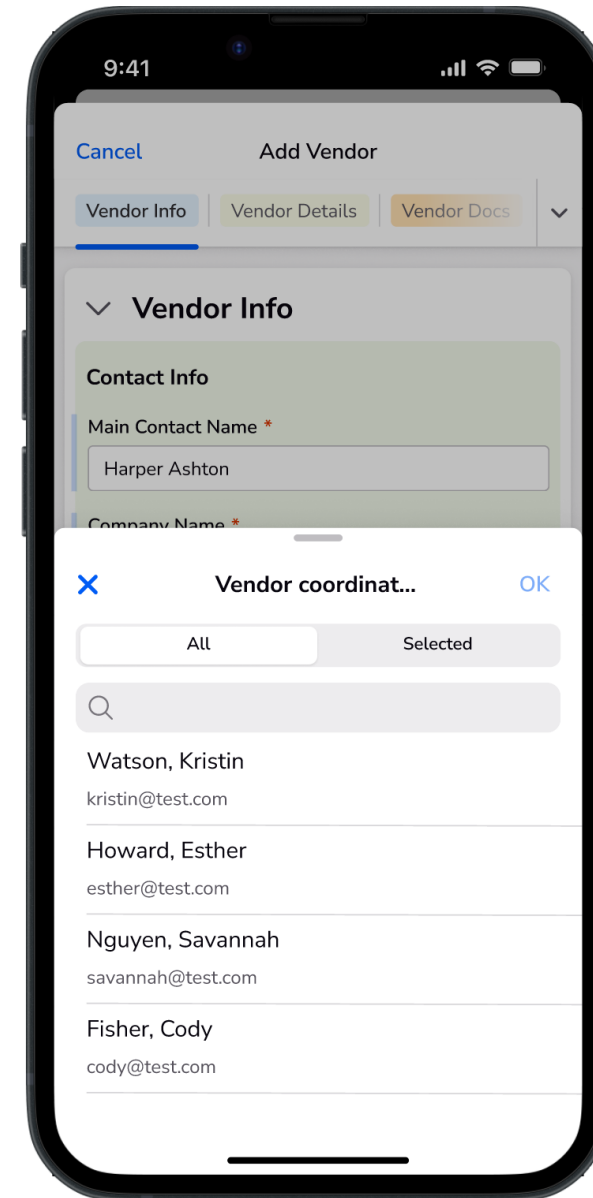 9:41
Cancel Add Vendor
Vendor Info Vendor Details Vendor Docs
Vendor Info
Contact Info
Main Contact Name *
Harper Ashton
Company Name *
Vendor coordinat... OK
All Selected
Watson, Kristin
kristin@test.com
Howard, Esther
esther@test.com
Nguyen, Savannah
savannah@test.com
Fisher, Cody
cody@test.com